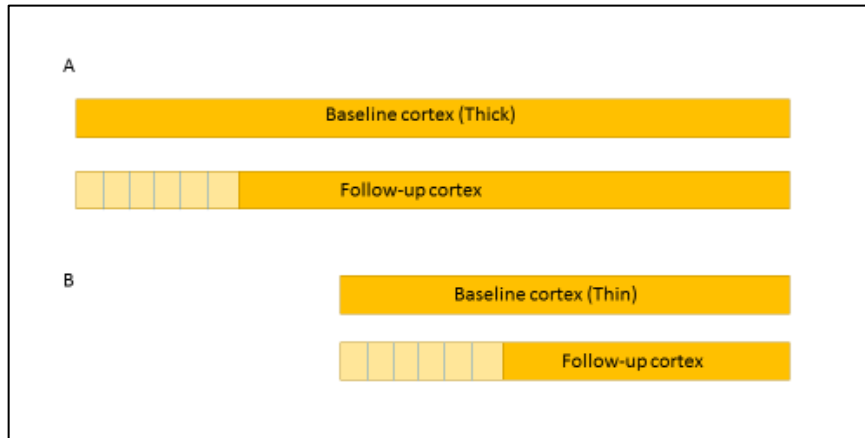 A
Baseline cortex (Thick)
Follow-up cortex
B
Baseline cortex (Thin)
Follow-up cortex